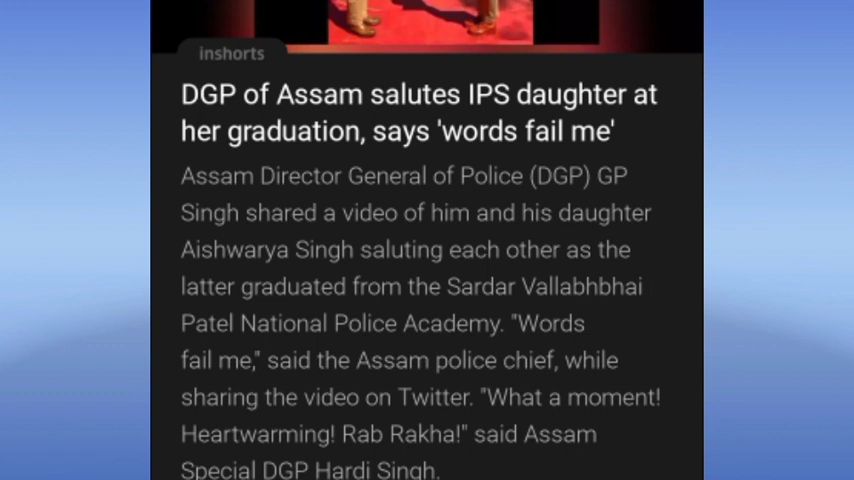 inshorts
DGP of Assam salutes IPS daughter at
her graduation, says 'words fail me'
Assam Director General of Police (DGP) GP
Singh shared a video of him and his daughter
Aishwarya Singh saluting each other as the
latter graduated from the Sardar Vallabhbhai
Patel National Police Academy. "Words
fail me," said the Assam police chief, while
sharing the video on Twitter. "What a moment!
Heartwarming! Rab Rakha!" said Assam
Special DGP Hardi Singh.